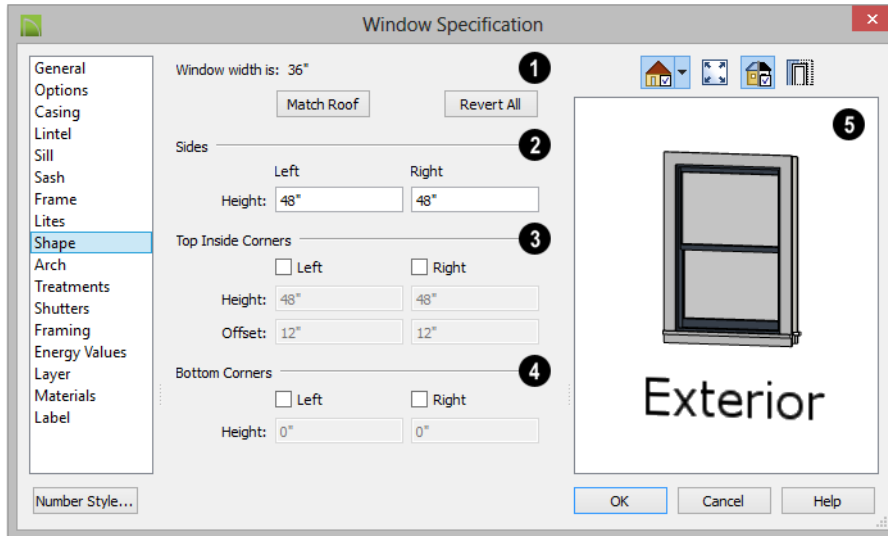 Window Specification
×
General
Options
Casing
Lintel
Sill
Sash
Frame
Lites
Shape
Arch
Treatments
Shutters
Framing
Energy Values
Layer
Materials
Label
Number Style...
Window width is: 36"
1
Match Roof Revert All
Sides
2
Left Right
Height: 48" 48"
Top Inside Corners
3
Left Right
Height: 48" 48"
Offset: 12" 12"
Bottom Corners
4
Left Right
Height: 0" 0"
5
Exterior
OK Cancel Help